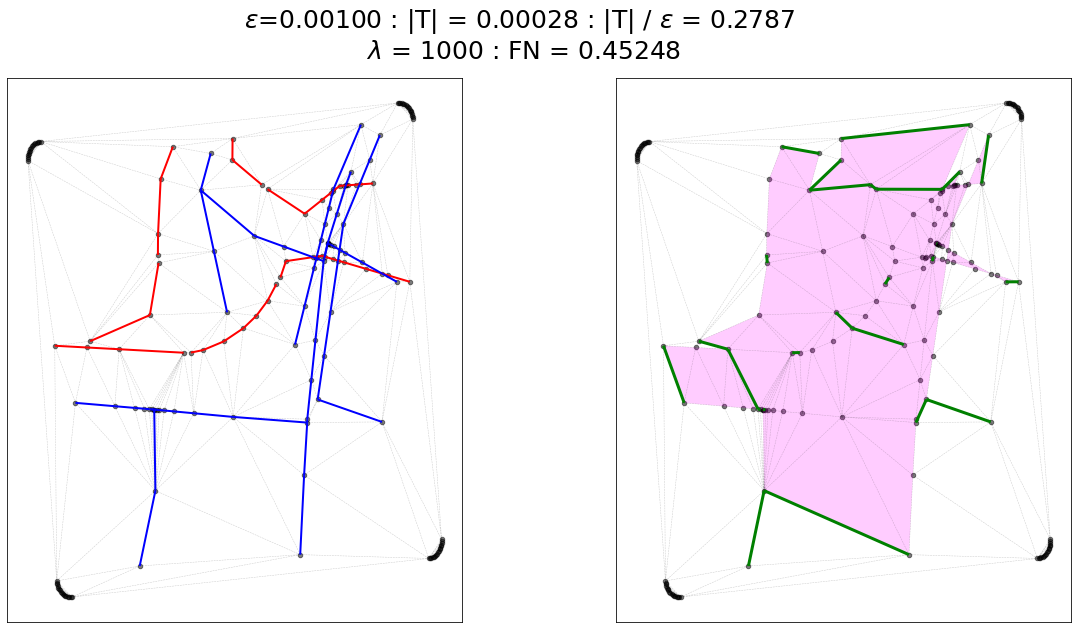 ε=0.00100 : |T| = 0.00028 : |T| / ε = 0.2787
λ = 1000 : FN = 0.45248